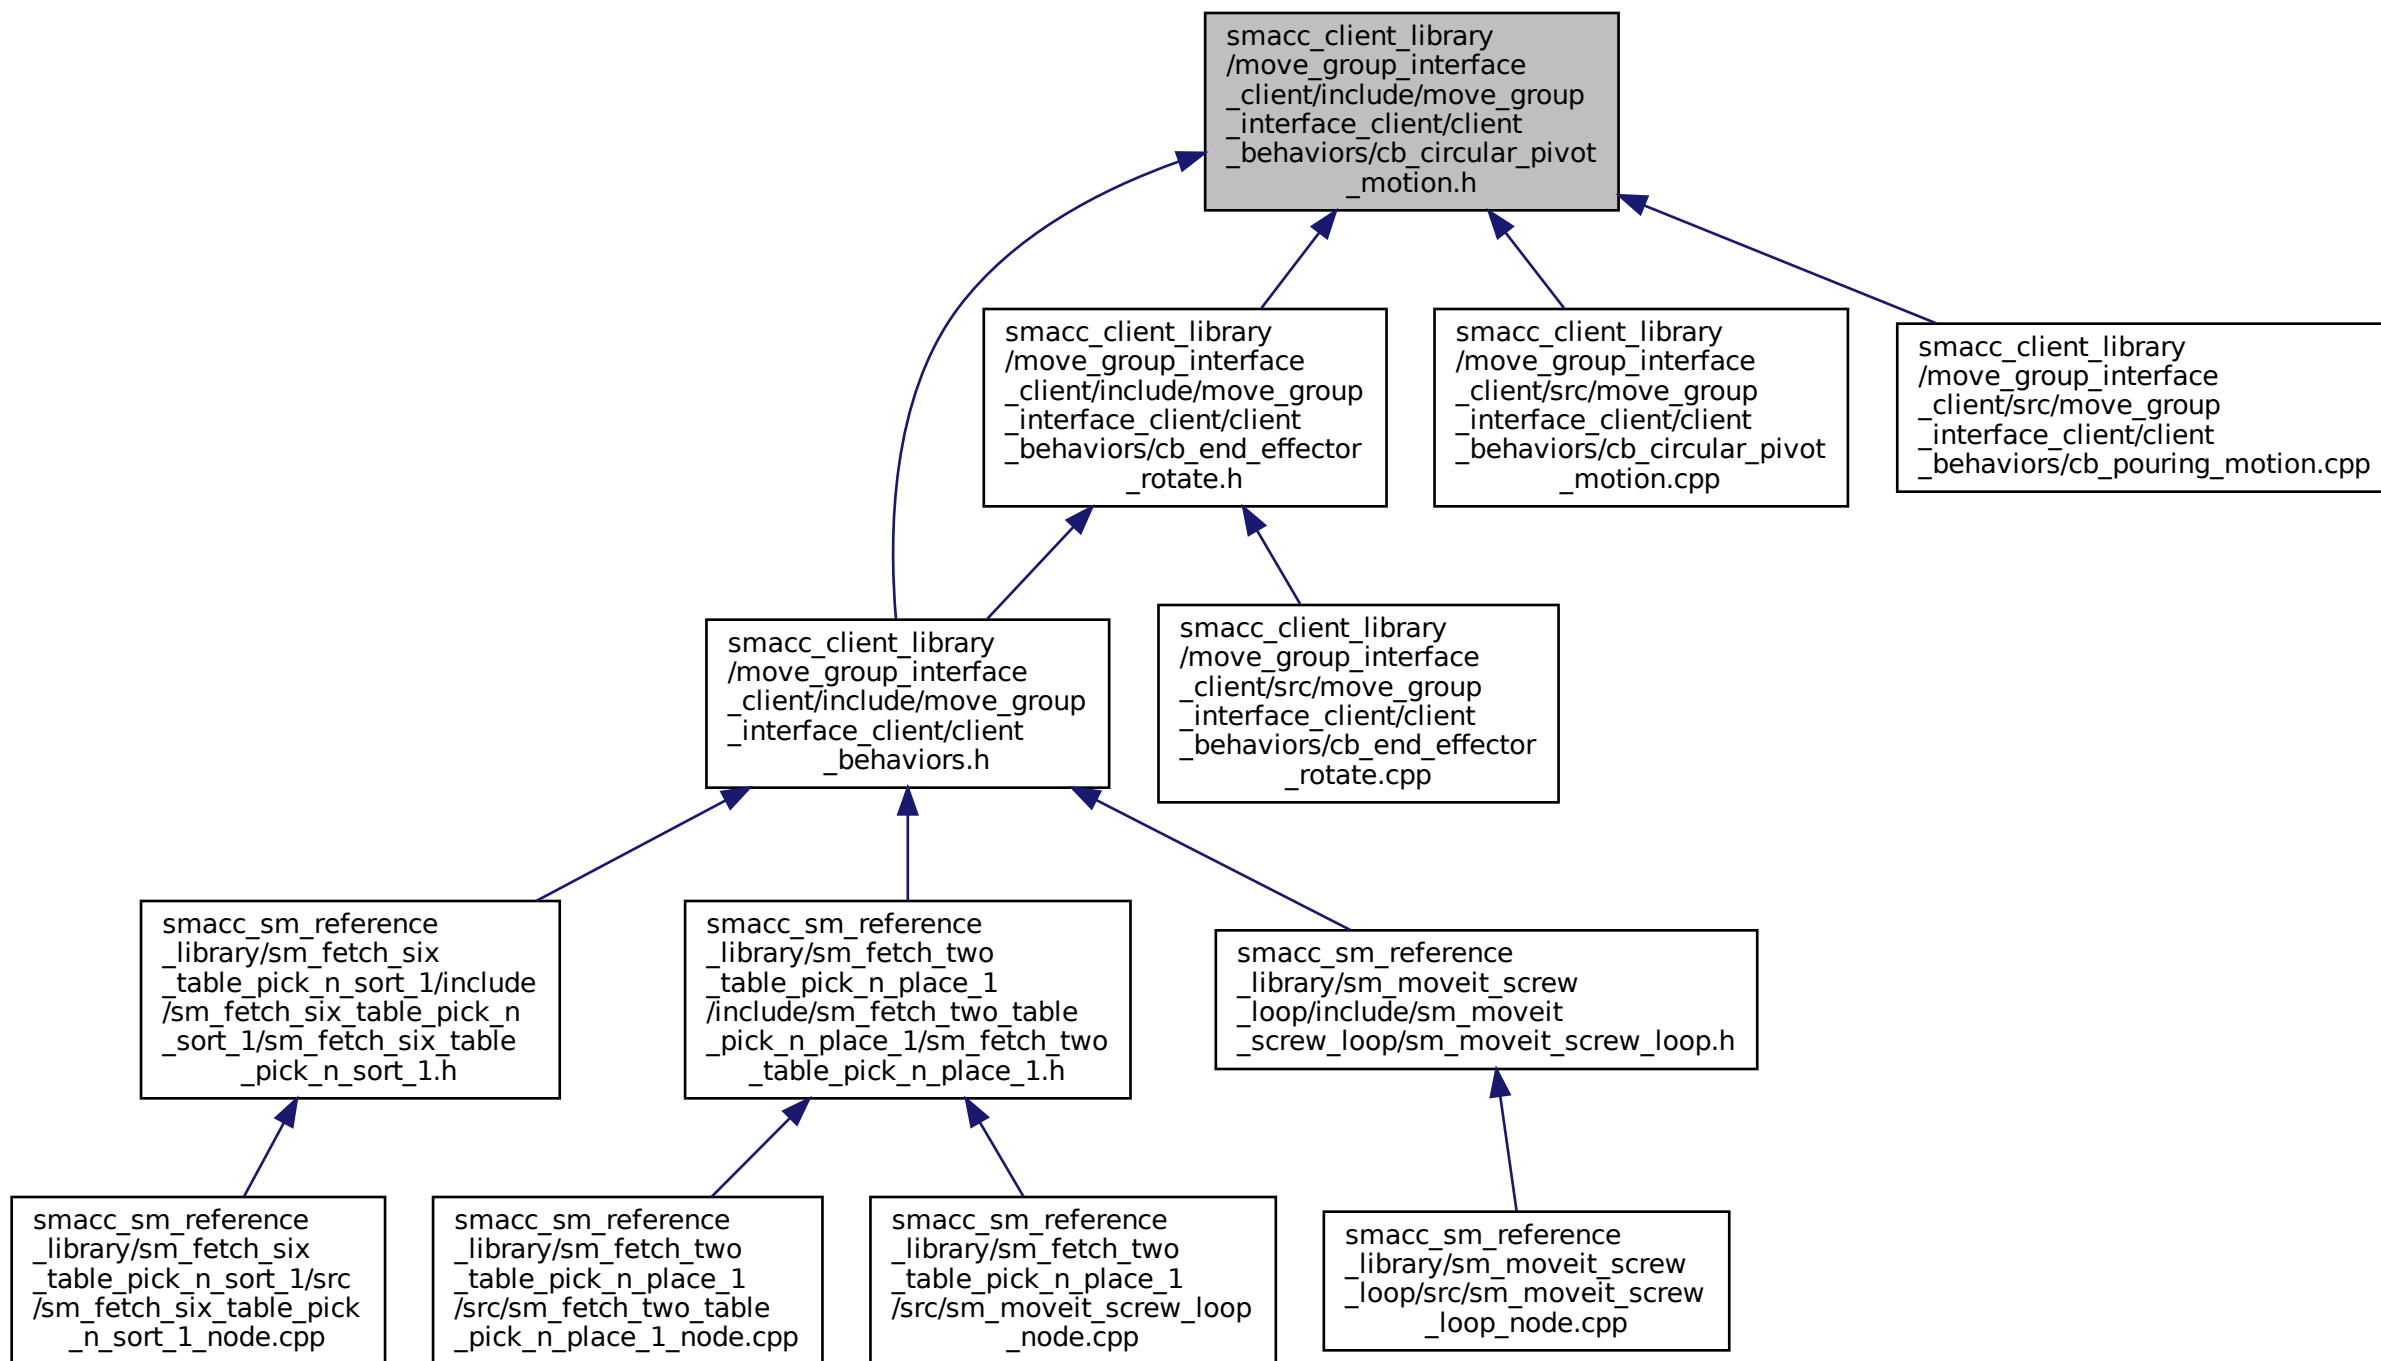 smacc_client_library
/move_group_interface
_client/include/move_group
_interface_client/client
_behaviors/cb_circular_pivot
_motion.h
smacc_client_library
/move_group_interface
_client/include/move_group
_interface_client/client
_behaviors/cb_end_effector
_rotate.h
smacc_client_library
/move_group_interface
_client/src/move_group
_interface_client/client
_behaviors/cb_circular_pivot
_motion.cpp
smacc_client_library
/move_group_interface
_client/src/move_group
_interface_client/client
_behaviors/cb_pouring_motion.cpp
smacc_client_library
/move_group_interface
_client/include/move_group
_interface_client/client
_behaviors.h
smacc_client_library
/move_group_interface
_client/src/move_group
_interface_client/client
_behaviors/cb_end_effector
_rotate.cpp
smacc_sm_reference
_library/sm_fetch_six
_table_pick_n_sort_1/include
/sm_fetch_six_table_pick_n
_sort_1/sm_fetch_six_table
_pick_n_sort_1.h
smacc_sm_reference
_library/sm_fetch_two
_table_pick_n_place_1
/include/sm_fetch_two_table
_pick_n_place_1/sm_fetch_two
_table_pick_n_place_1.h
smacc_sm_reference
_library/sm_moveit_screw
_loop/include/sm_moveit
_screw_loop/sm_moveit_screw_loop.h
smacc_sm_reference
_library/sm_fetch_six
_table_pick_n_sort_1/src
/sm_fetch_six_table_pick
_n_sort_1_node.cpp
smacc_sm_reference
_library/sm_fetch_two
_table_pick_n_place_1
/src/sm_fetch_two_table
_pick_n_place_1_node.cpp
smacc_sm_reference
_library/sm_fetch_two
_table_pick_n_place_1
/src/sm_moveit_screw_loop
_node.cpp
smacc_sm_reference
_library/sm_moveit_screw
_loop/src/sm_moveit_screw
_loop_node.cpp